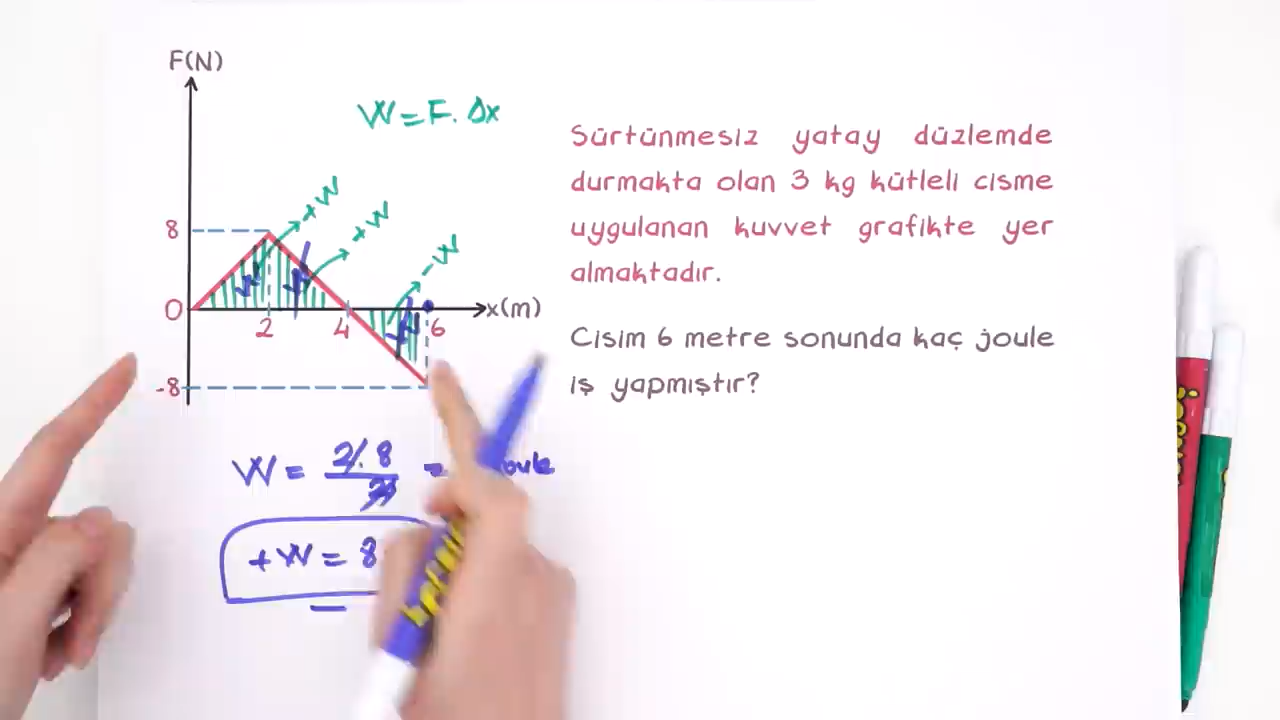 F(N)
W = F. Δx
8
+W
+W
-W
W
W
W
0
2
4
6
x(m)
-8
Sürtünmesiz yatay düzlemde
durmakta olan 3 kg kütleli cisme
uygulanan kuvvet grafikte yer
almaktadır.
Cisim 6 metre sonunda kaç joule
iş yapmıştır?
W = 2. 8 / 2 =
+W = 8